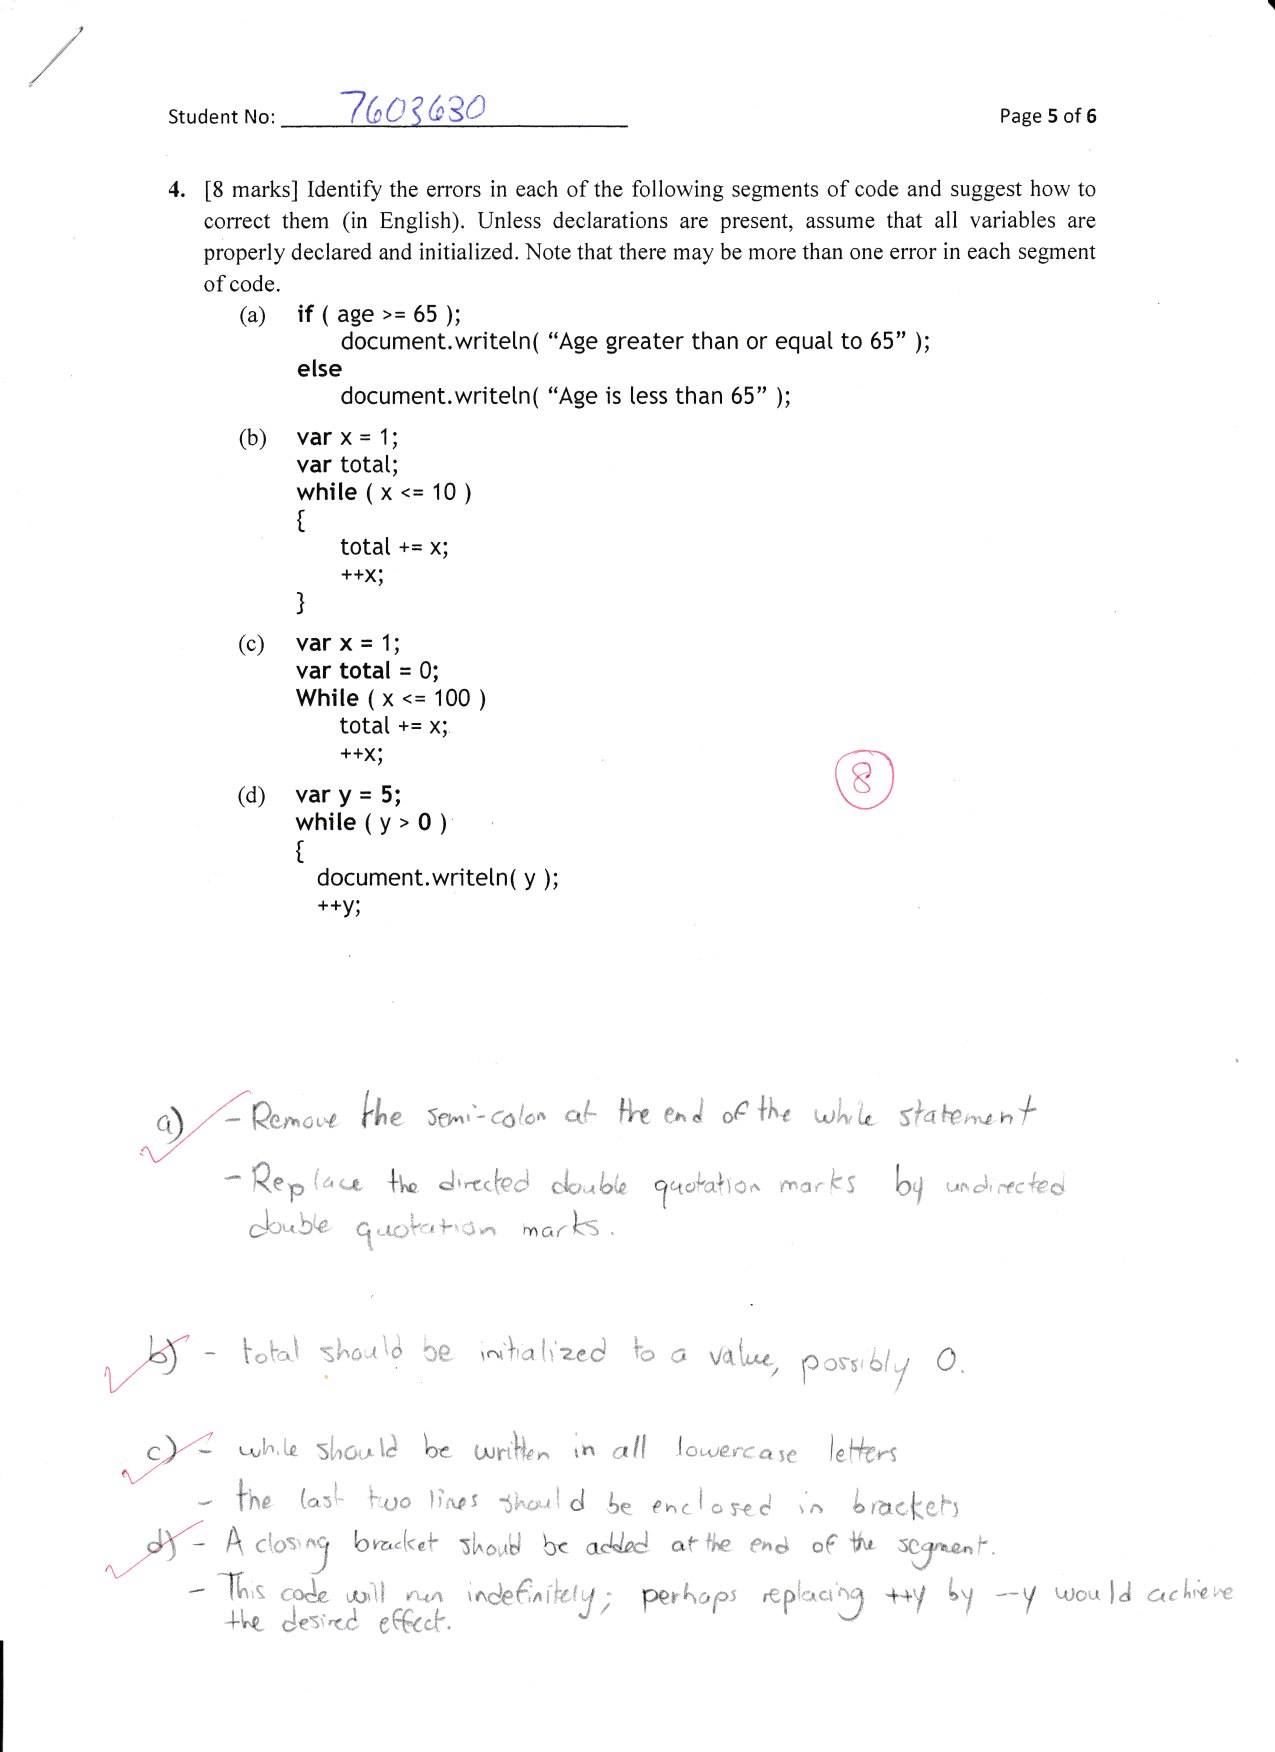 Student No: 7603630
Page 5 of 6
4. [8 marks] Identify the errors in each of the following segments of code and suggest how to
correct them (in English). Unless declarations are present, assume that all variables are
properly declared and initialized. Note that there may be more than one error in each segment
of code.
(a) if ( age >= 65 );
document.writeln( “Age greater than or equal to 65” );
else
document.writeln( “Age is less than 65” );
(b) var x = 1;
var total;
while ( x <= 10 )
{
total += x;
++x;
}
(c) var x = 1;
var total = 0;
While ( x <= 100 )
total += x;
++x;
8
(d) var y = 5;
while ( y > 0 )
{
document.writeln( y );
++y;
a) - Remove the semi-colon at the end of the while statement
2
- Replace the directed double quotation marks by undirected
double quotation marks.
b) - total should be initialized to a value, possibly 0.
2
c) - while should be written in all lowercase letters
2
- the last two lines should be enclosed in brackets
d) - A closing bracket should be added at the end of the segment.
2
- This code will run indefinitely; perhaps replacing ++y by --y would achieve
the desired effect.